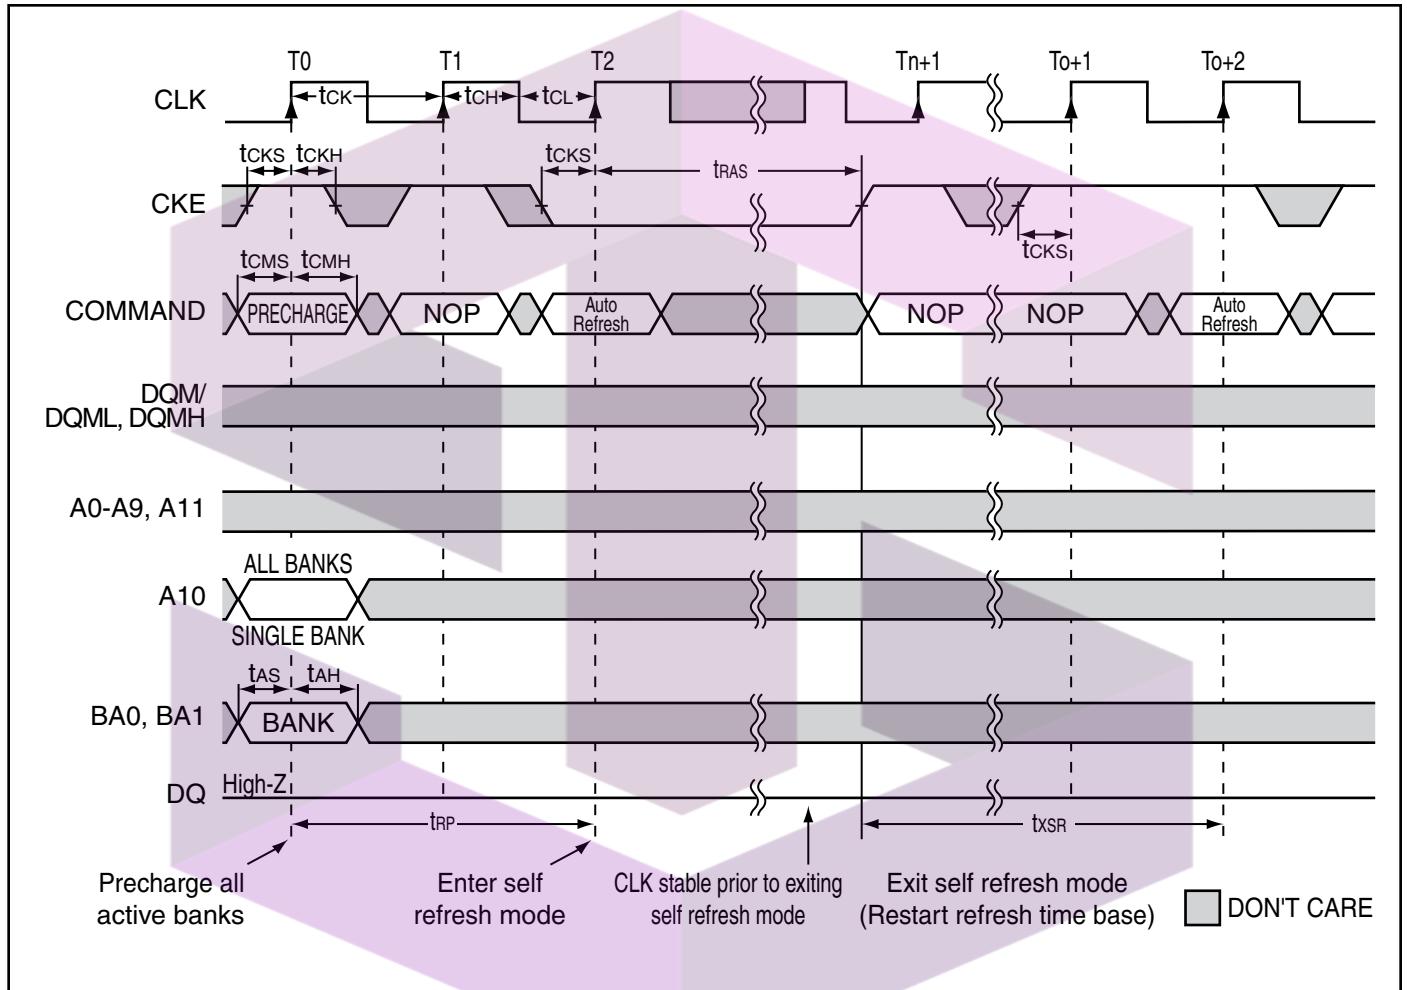 T0 T1 T2 Tn+1 To+1 To+2
CLK tCK tCH tCL
tCKS tCKH tCKS tRAS
CKE
tCKS
tCMS tCMH
COMMAND PRECHARGE NOP Auto Refresh NOP NOP Auto Refresh
DQM/
DQML, DQMH
A0-A9, A11
ALL BANKS
A10
SINGLE BANK
tAS tAH
BA0, BA1 BANK
DQ High-Z
tRP tXSR
Precharge all
active banks
Enter self
refresh mode
CLK stable prior to exiting
self refresh mode
Exit self refresh mode
(Restart refresh time base)
DON'T CARE